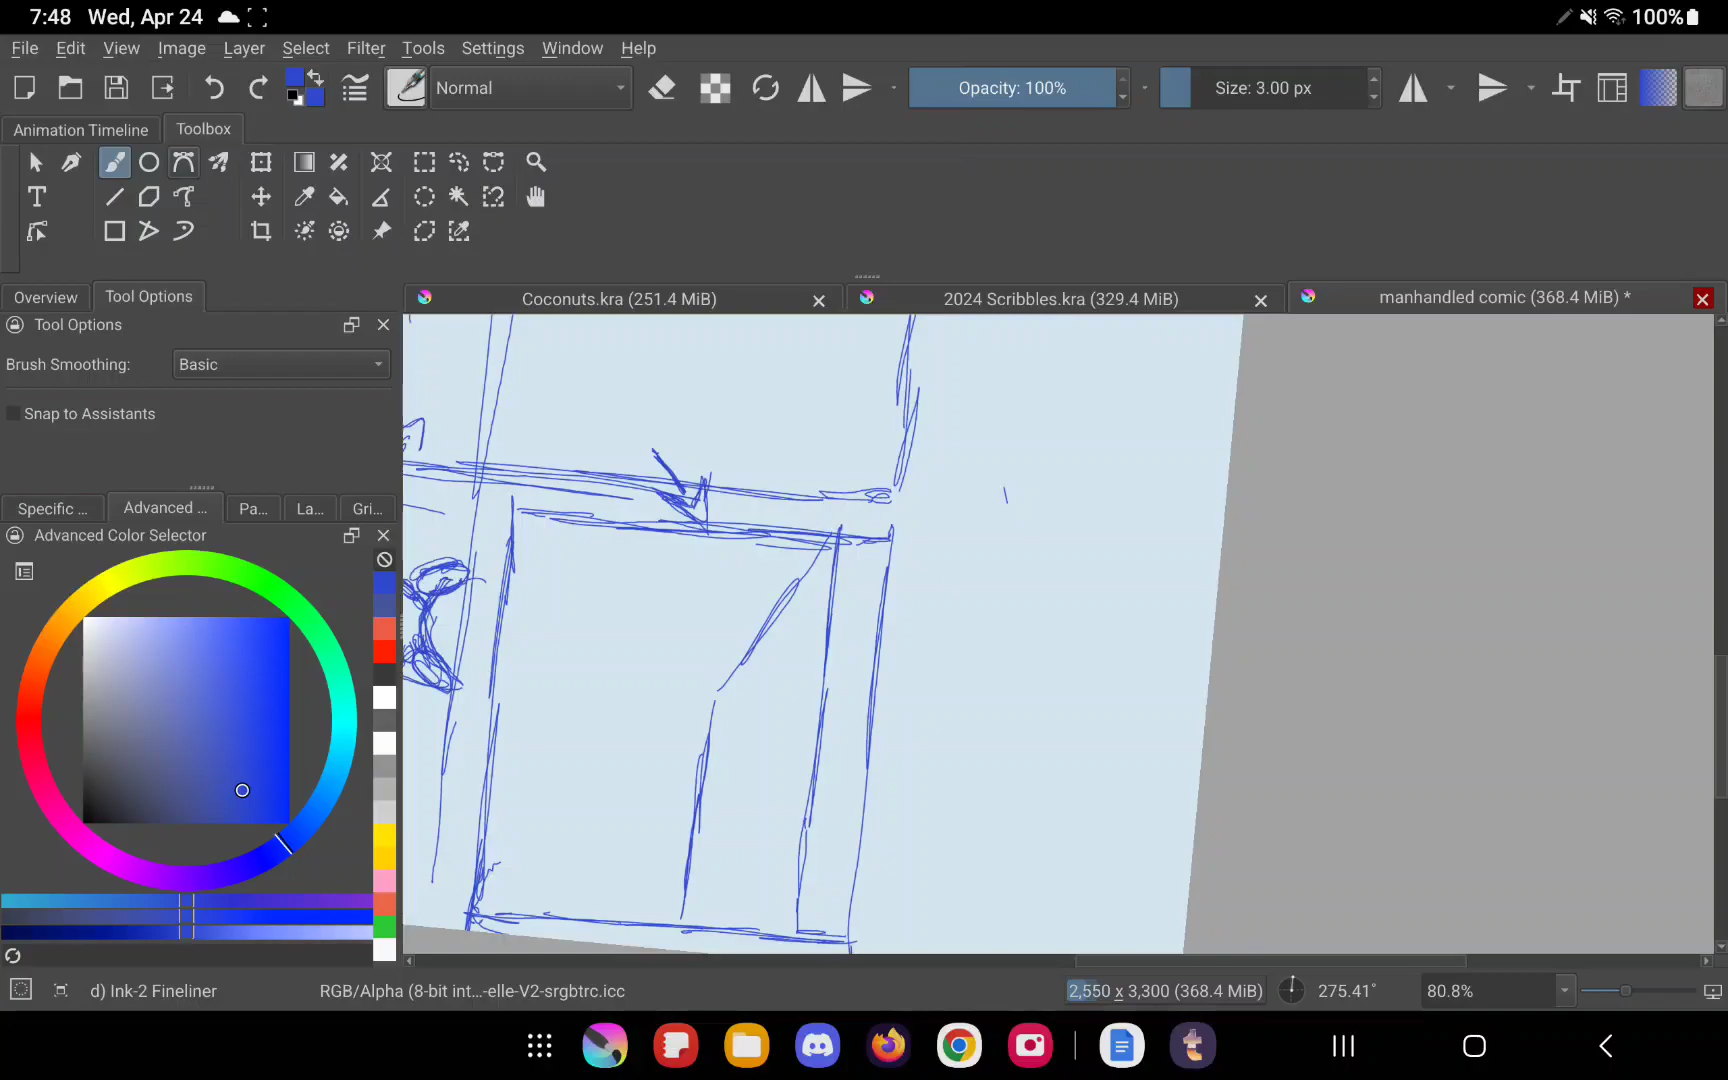 7:48 Wed, Apr 24 100%
File Edit View Image Layer Select Filter Tools Settings Window Help
Normal Opacity: 100% Size: 3.00 px
Animation Timeline Toolbox
Overview Tool Options Coconuts.kra (251.4 MiB) 2024 Scribbles.kra (329.4 MiB) manhandled comic (368.4 MiB) *
Tool Options
Brush Smoothing: Basic
Snap to Assistants
Specific ... Advanced ... Pa... La... Gri...
Advanced Color Selector
d) Ink-2 Fineliner RGB/Alpha (8-bit int...-elle-V2-srgbtrc.icc 2,550 x 3,300 (368.4 MiB) 275.41° 80.8%